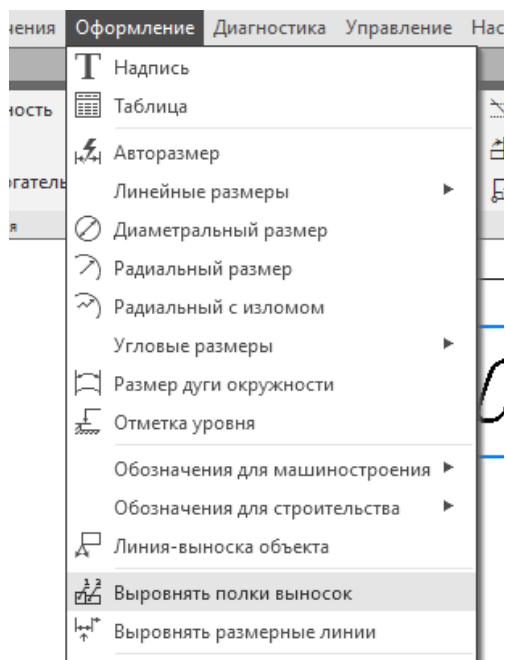 чения Оформление Диагностика Управление Нас
Надпись
ность Таблица
Авторазмер
огатель Линейные размеры
я Диаметральный размер
Радиальный размер
Радиальный с изломом
Угловые размеры
Размер дуги окружности
Отметка уровня
Обозначения для машиностроения
Обозначения для строительства
Линия-выноска объекта
Выровнять полки выносок
Выровнять размерные линии